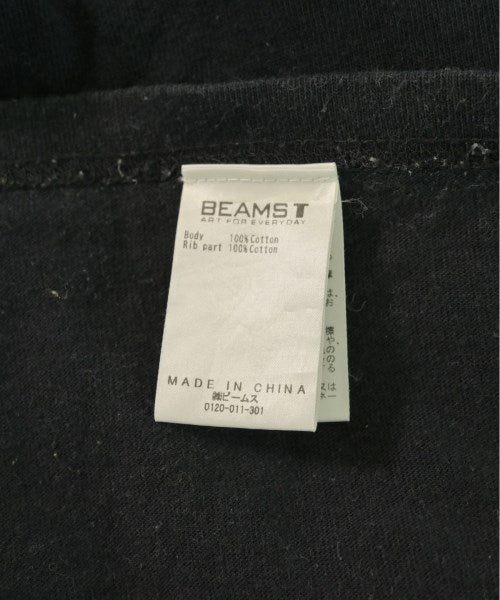 BEAMS T
ART FOR EVERYDAY
Body 100%Cotton
Rib part 100%Cotton
MADE IN CHINA
㈱ビームス
0120-011-301